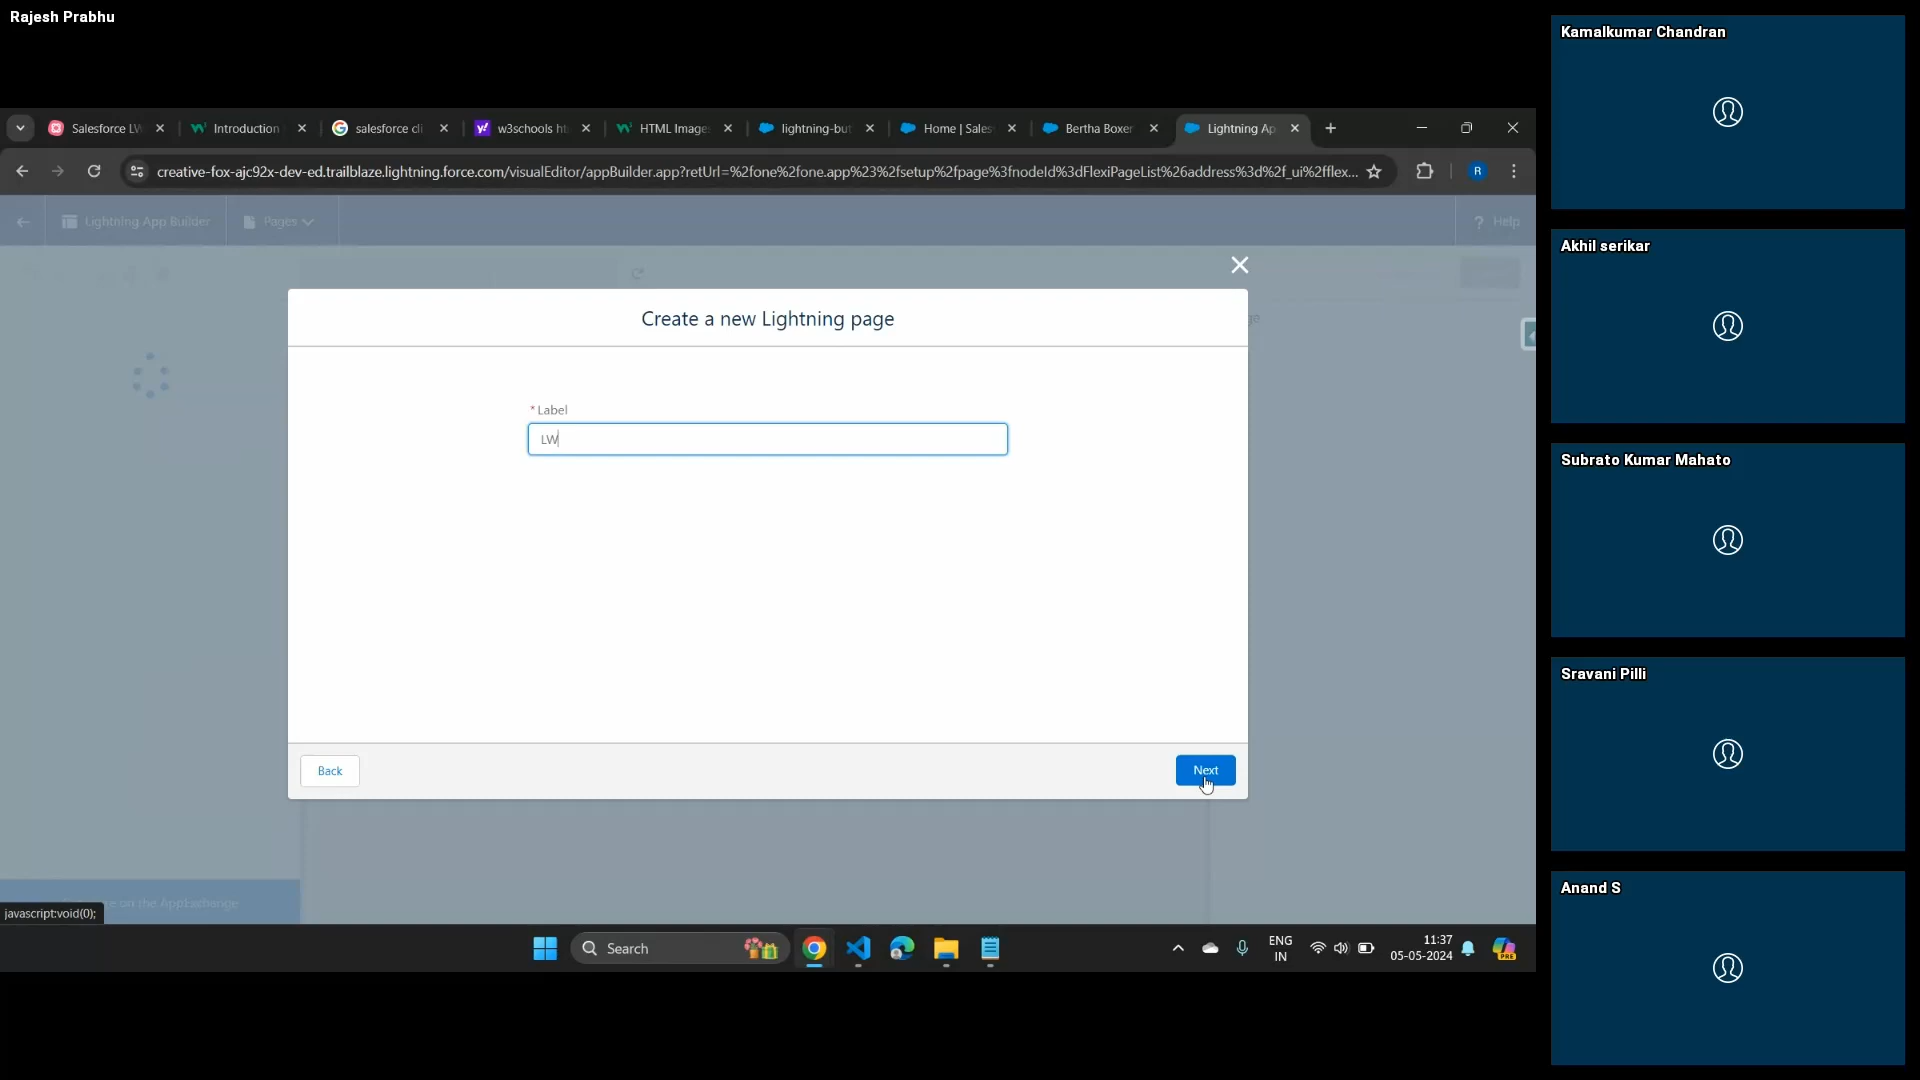 Rajesh Prabhu
Kamalkumar Chandran
Akhil serikar
Subrato Kumar Mahato
Sravani Pilli
Anand S
Salesforce LW
Introduction
salesforce cli
w3schools ht
HTML Image
lightning-but
Home | Sales
Bertha Boxer
Lightning Ap
creative-fox-ajc92x-dev-ed.trailblaze.lightning.force.com/visualEditor/appBuilder.app?retUrl=%2fone%2fone.app%23%2fsetup%2fpage%3fnodeId%3dFlexiPageList%26address%3d%2f_ui%2fflex...
R
Lightning App Builder
Pages
? Help
Create a new Lightning page
* Label
LW
Back
Next
on the AppExchange
javascript:void(0);
Search
ENG
IN
11:37
05-05-2024
PRE